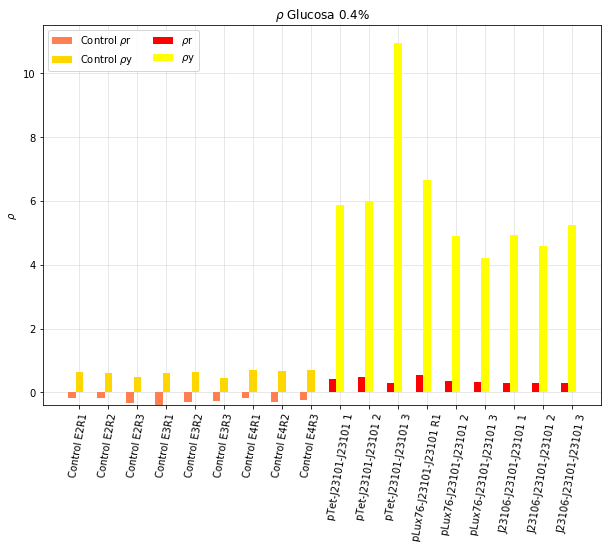 ρ Glucosa 0.4%
Control ρr
Control ρy
ρr
ρy
ρ
10
8
6
4
2
0
Control E2R1
Control E2R2
Control E2R3
Control E3R1
Control E3R2
Control E3R3
Control E4R1
Control E4R2
Control E4R3
pTet-J23101-J23101 1
pTet-J23101-J23101 2
pTet-J23101-J23101 3
pLux76-J23101-J23101 R1
pLux76-J23101-J23101 2
pLux76-J23101-J23101 3
J23106-J23101-J23101 1
J23106-J23101-J23101 2
J23106-J23101-J23101 3